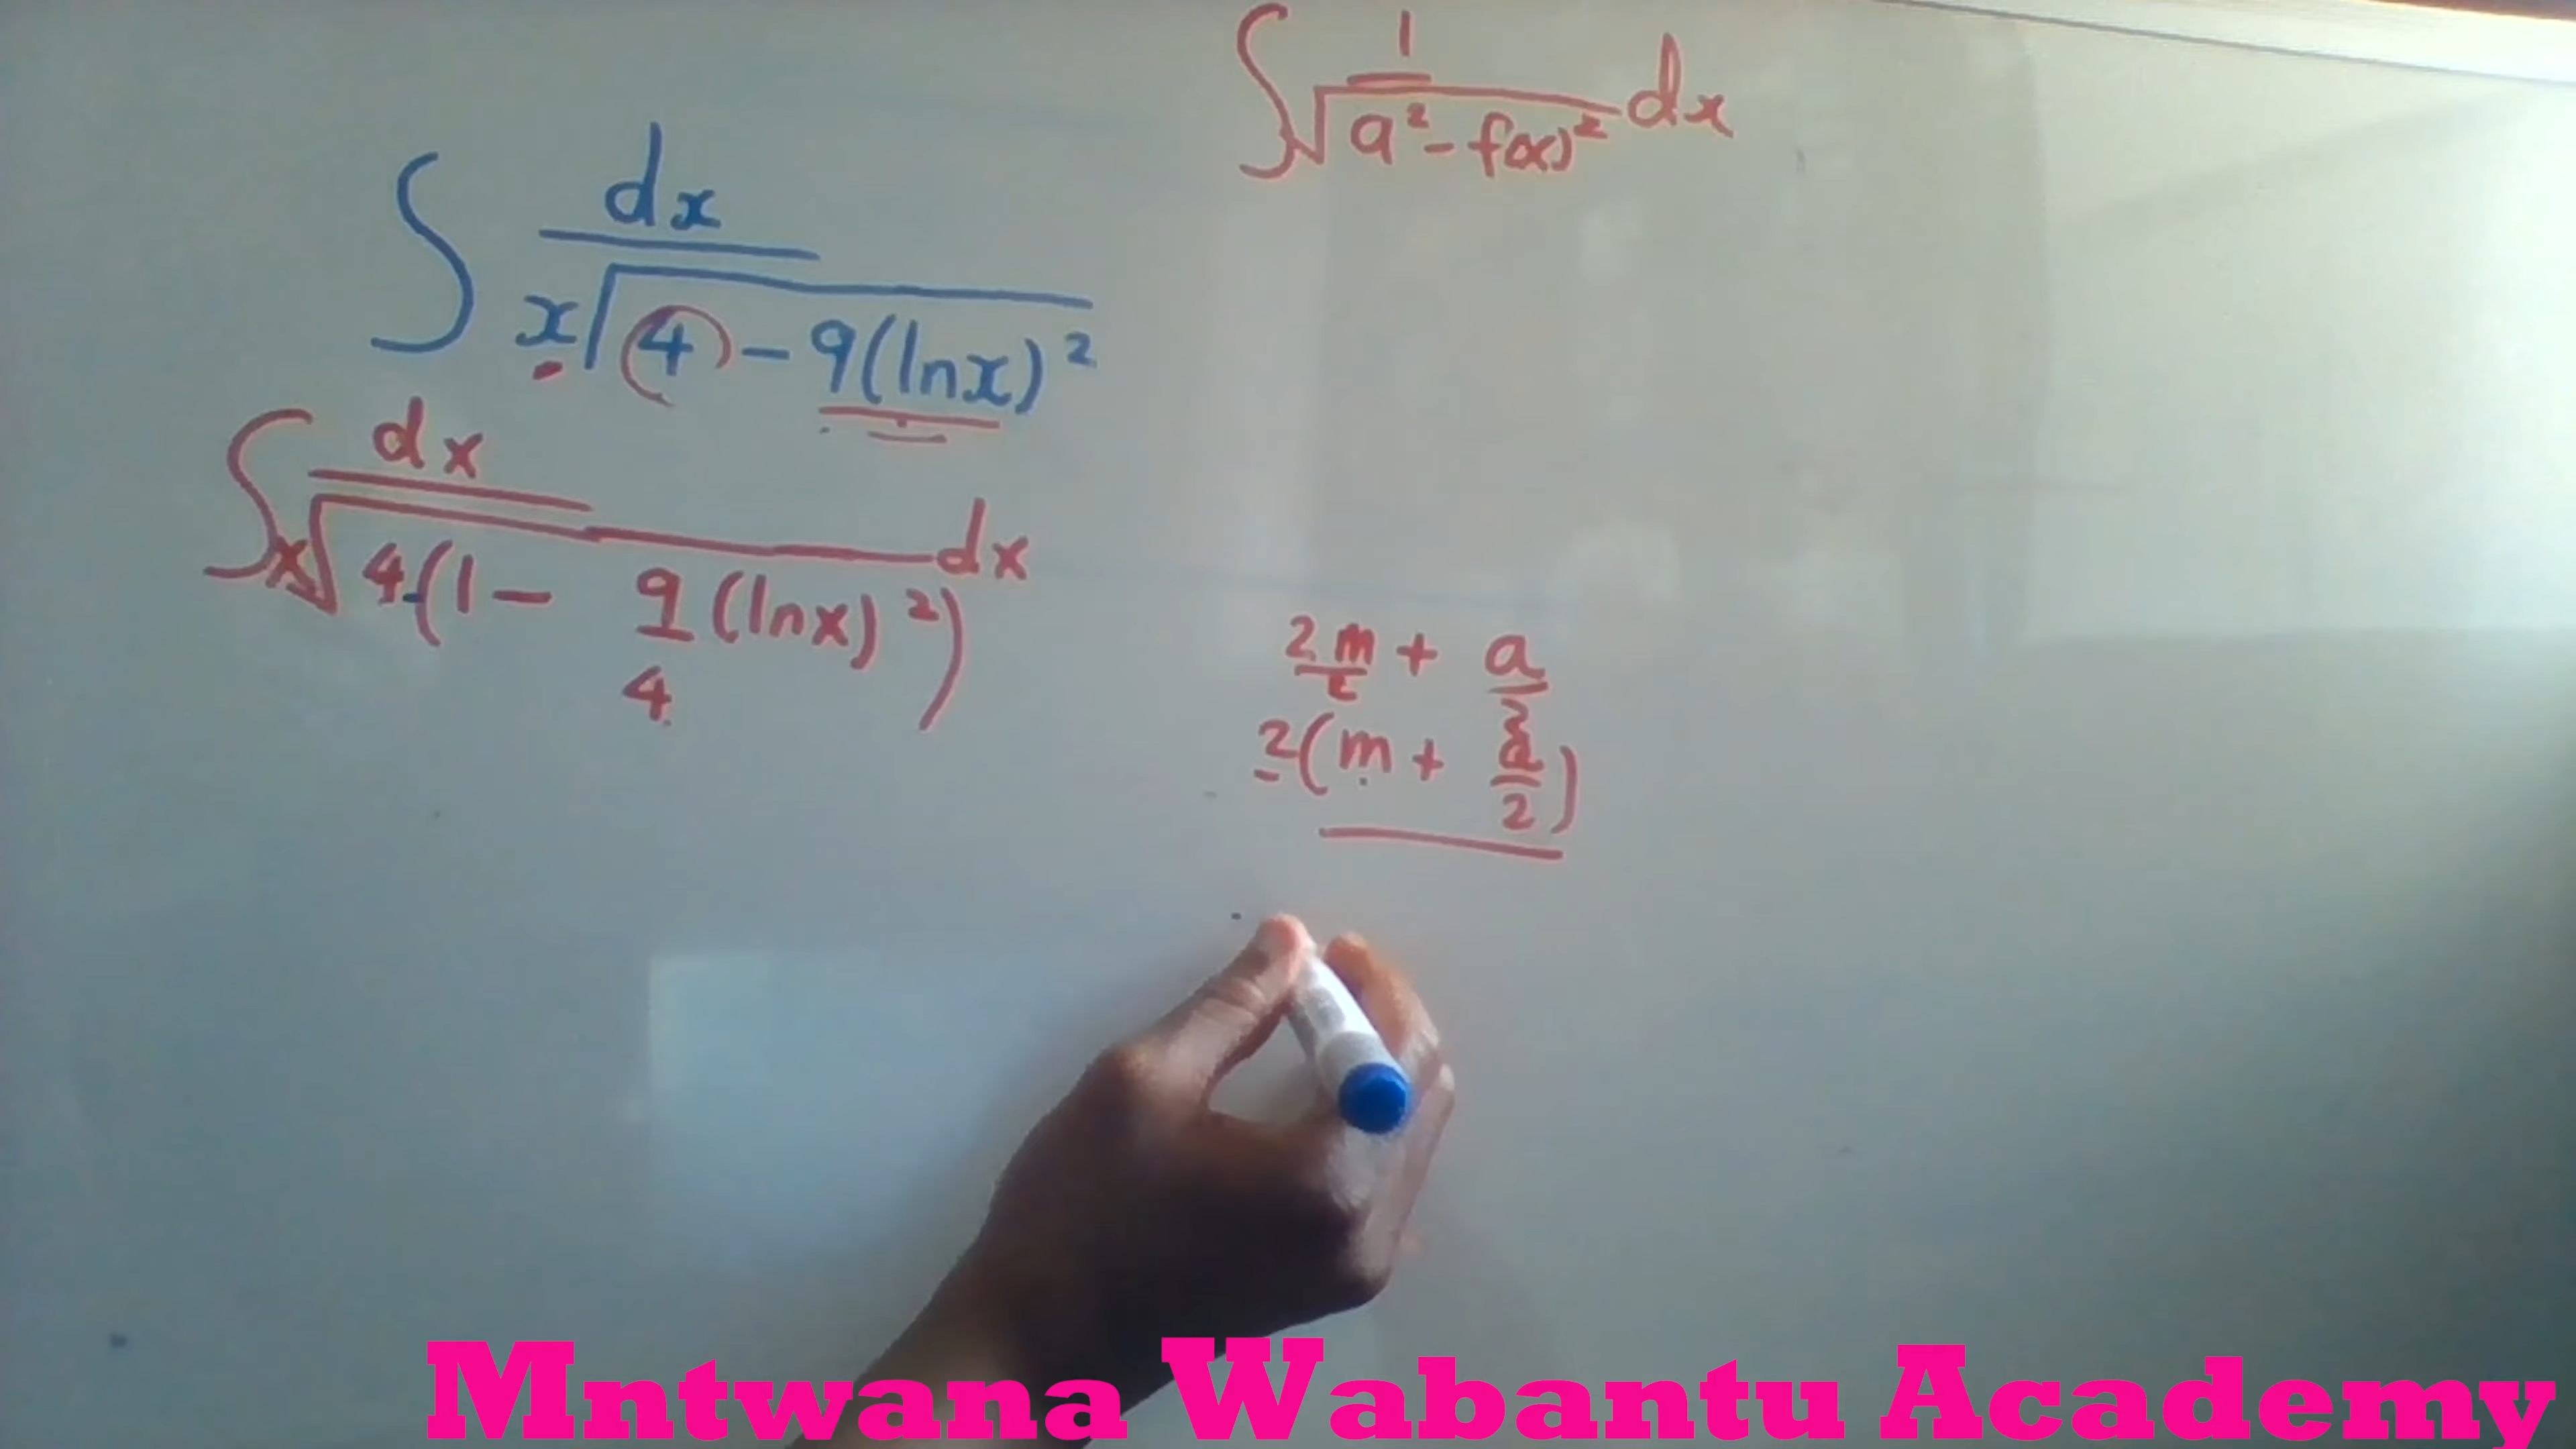 ∫ 1/√(a² - f(x)²) dx
∫ dx/(x√(4 - 9(lnx)²))
∫ dx/(x√(4(1 - 9/4 (lnx)²))) dx
2m/2 + a/2
2(m + a/2)
Mntwana Wabantu Academy